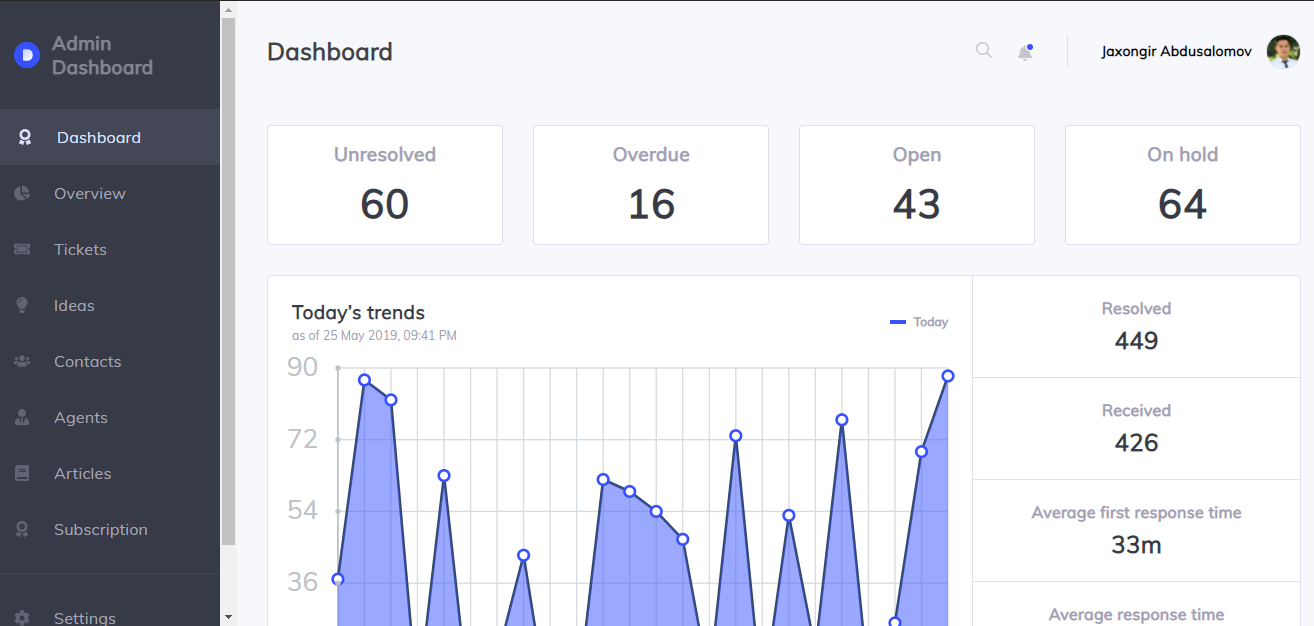 D
Admin
Dashboard
Dashboard
Overview
Tickets
Ideas
Contacts
Agents
Articles
Subscription
Settings
Dashboard
Jaxongir Abdusalomov
Unresolved
60
Overdue
16
Open
43
On hold
64
Today's trends
as of 25 May 2019, 09:41 PM
Today
90
72
54
36
Resolved
449
Received
426
Average first response time
33m
Average response time